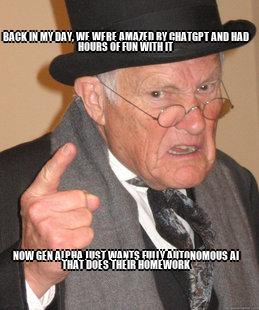 BACK IN MY DAY, WE WERE AMAZED BY CHATGPT AND HAD
HOURS OF FUN WITH IT
NOW GEN ALPHA JUST WANTS FULLY AUTONOMOUS AI
THAT DOES THEIR HOMEWORK